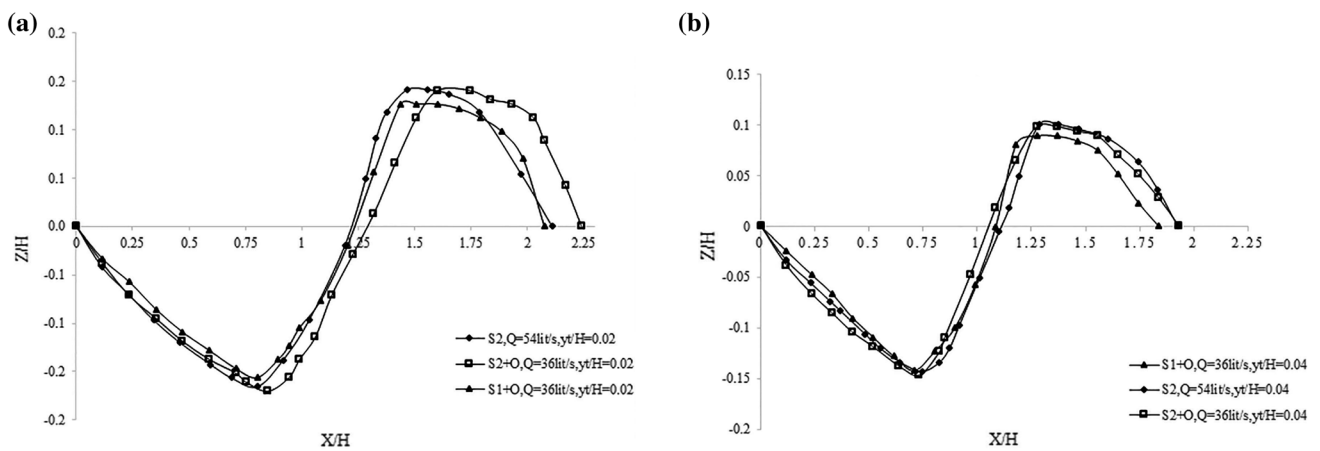 (a)
0.2
0.2
0.1
0.1
0.0
-0.1
-0.1
-0.2
-0.2
Z/H
0 0.25 0.5 0.75 1 1.25 1.5 1.75 2 2.25
X/H
S2,Q=54lit/s,yt/H=0.02
S2+O,Q=36lit/s,yt/H=0.02
S1+O,Q=36lit/s,yt/H=0.02
(b)
0.15
0.1
0.05
0
-0.05
-0.1
-0.15
-0.2
Z/H
0 0.25 0.5 0.75 1 1.25 1.5 1.75 2 2.25
X/H
S1+O,Q=36lit/s,yt/H=0.04
S2,Q=54lit/s,yt/H=0.04
S2+O,Q=36lit/s,yt/H=0.04